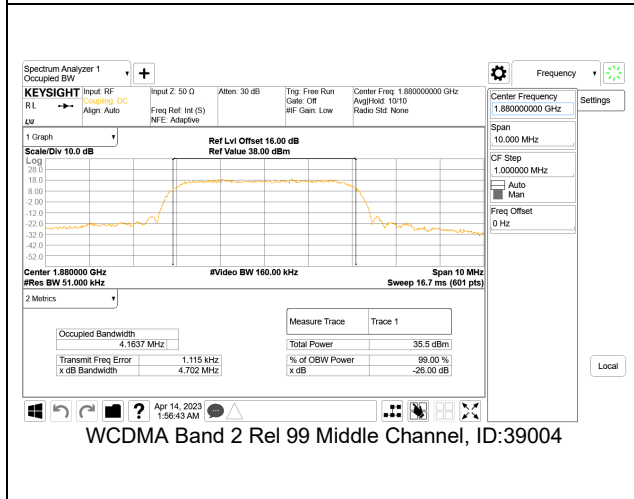 Spectrum Analyzer 1
Occupied BW
KEYSIGHT
RL
Input: RF
Coupling: DC
Align: Auto
Input Z: 50 Ω
Freq Ref: Int (S)
NFE: Adaptive
Atten: 30 dB
Trig: Free Run
Gate: Off
#IF Gain: Low
Center Freq: 1.880000000 GHz
Avg|Hold: 10/10
Radio Std: None
1 Graph
Scale/Div 10.0 dB
Ref Lvl Offset 16.00 dB
Ref Value 38.00 dBm
Log
28.0
18.0
8.00
-2.00
-12.0
-22.0
-32.0
-42.0
-52.0
Center 1.880000 GHz
#Video BW 160.00 kHz
Span 10 MHz
#Res BW 51.000 kHz
Sweep 16.7 ms (601 pts)
2 Metrics
Occupied Bandwidth
4.1637 MHz
Transmit Freq Error 1.115 kHz
x dB Bandwidth 4.702 MHz
Measure Trace Trace 1
Total Power 35.5 dBm
% of OBW Power 99.00 %
x dB -26.00 dB
Apr 14, 2023
1:56:43 AM
?
Frequency
Center Frequency
1.880000000 GHz
Settings
Span
10.000 MHz
CF Step
1.000000 MHz
Auto
Man
Freq Offset
0 Hz
Local
WCDMA Band 2 Rel 99 Middle Channel, ID:39004